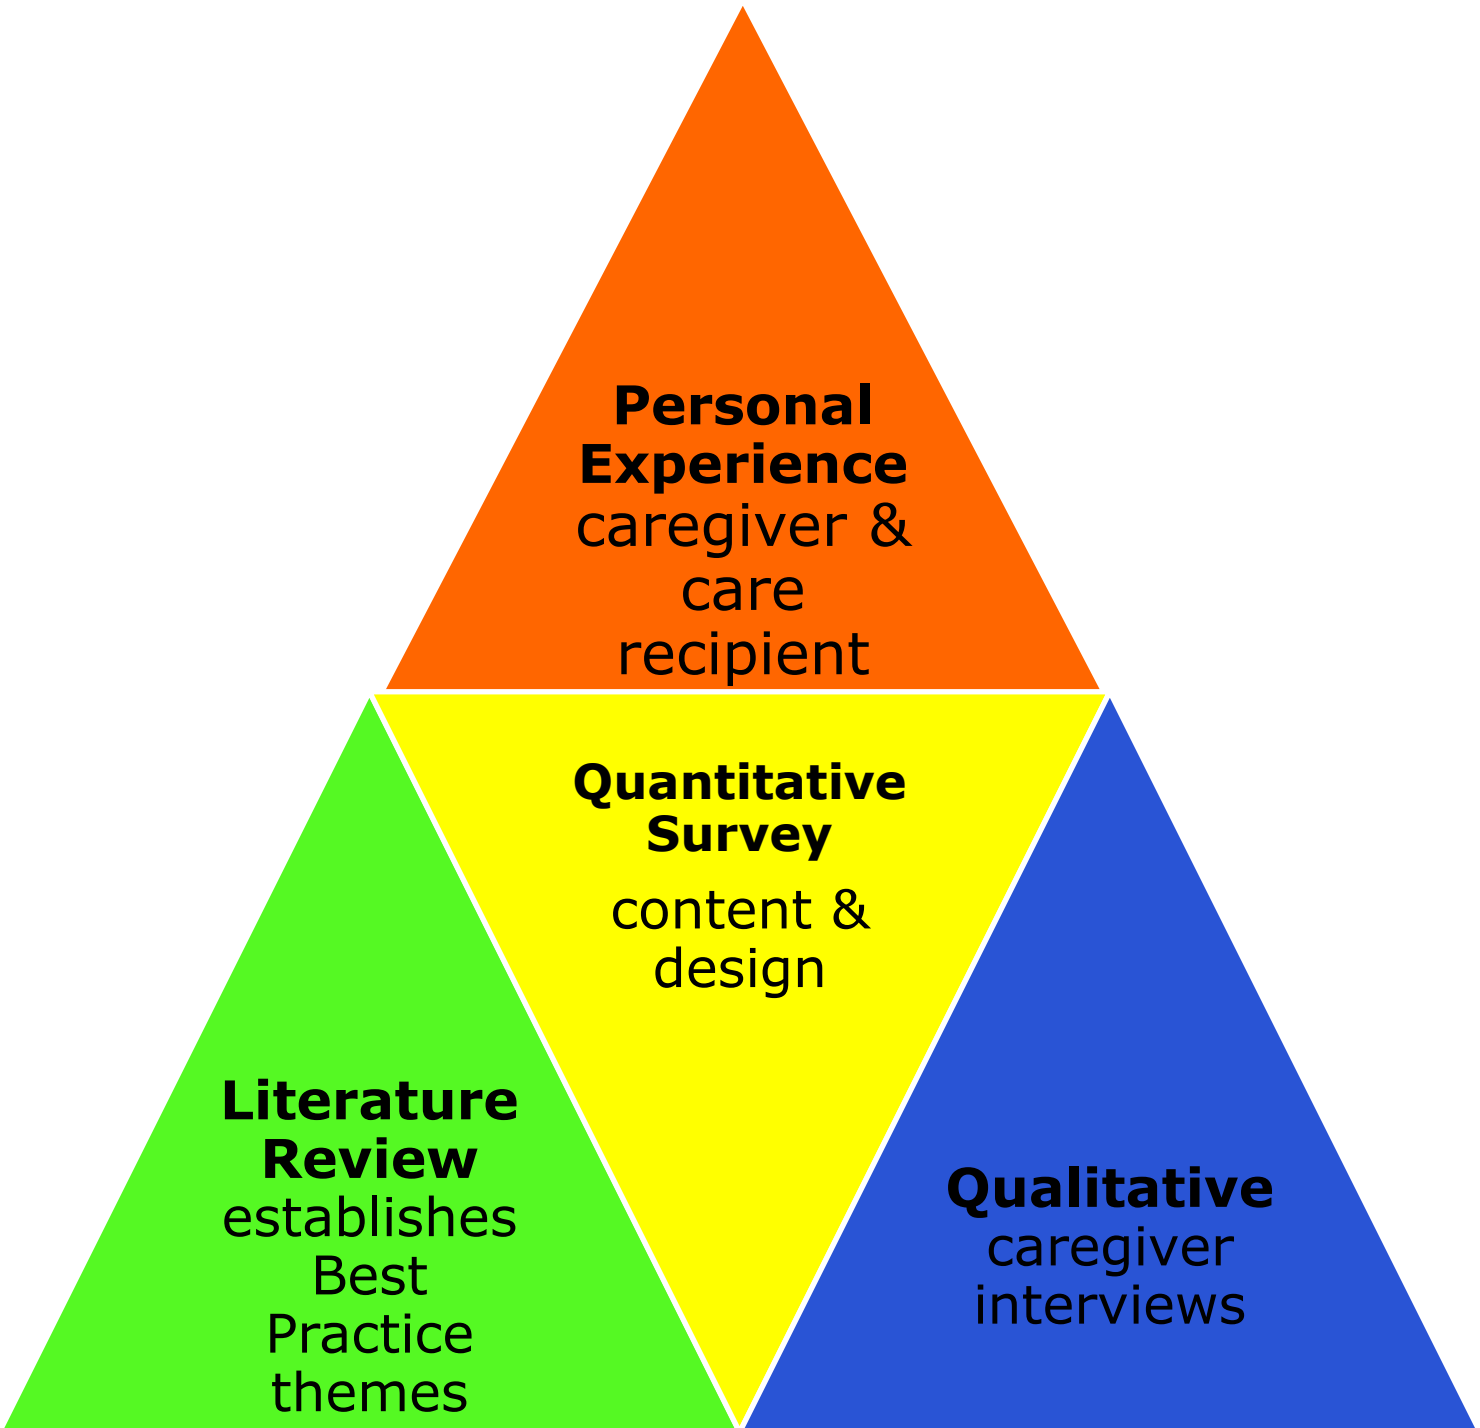 Personal
Experience
caregiver &
care
recipient
Quantitative
Survey
content &
design
Literature
Review
establishes
Best
Practice
themes
Qualitative
caregiver
interviews